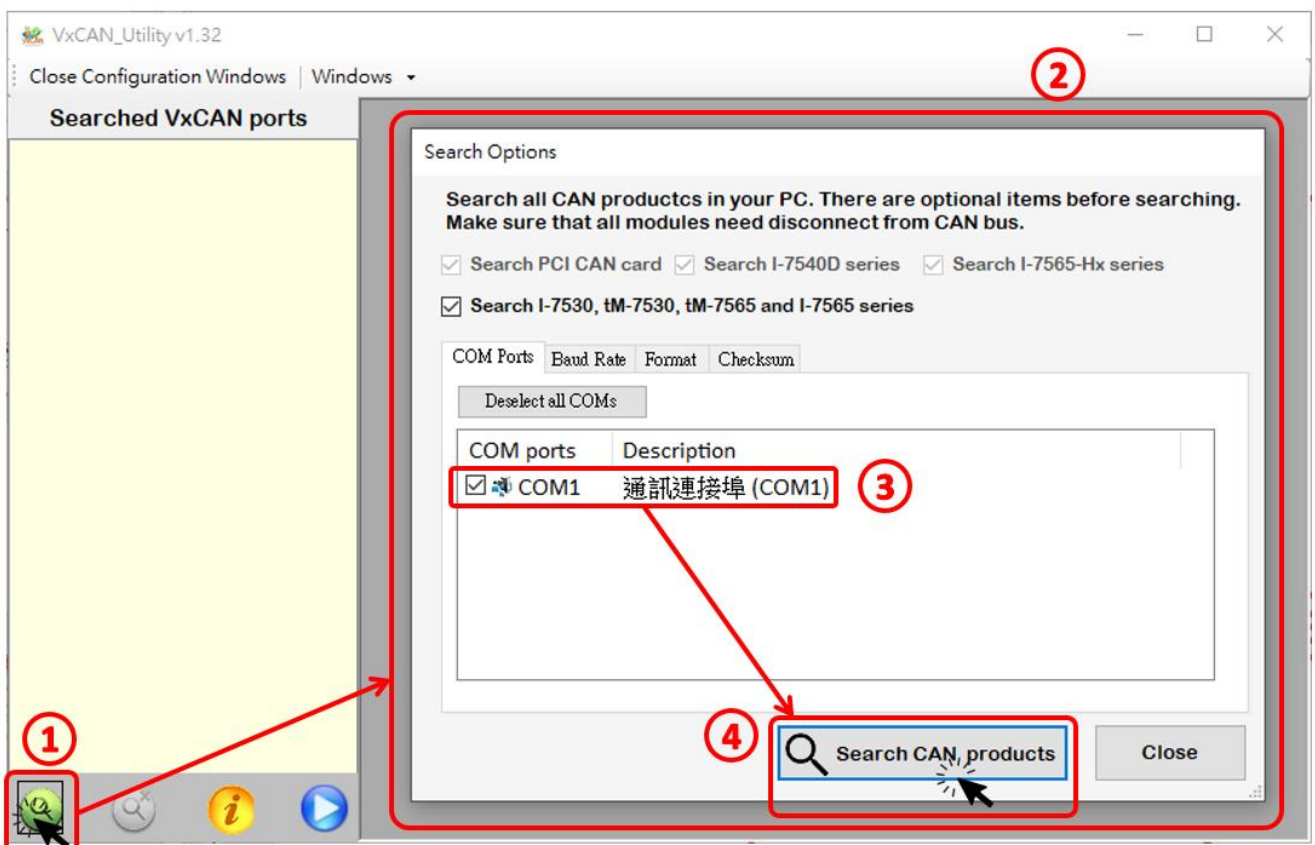 VxCAN_Utility v1.32
Close Configuration Windows Windows
2
Searched VxCAN ports
Search Options
Search all CAN productcs in your PC. There are optional items before searching.
Make sure that all modules need disconnect from CAN bus.
Search PCI CAN card Search I-7540D series Search I-7565-Hx series
Search I-7530, tM-7530, tM-7565 and I-7565 series
COM Ports Baud Rate Format Checksum
Deselect all COMs
COM ports Description
COM1 通訊連接埠 (COM1) 3
1
4 Search CAN products Close
i